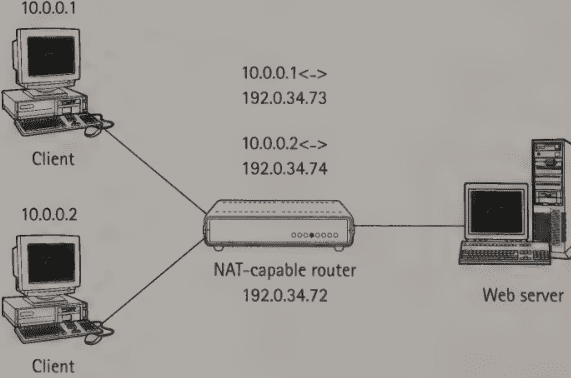 10.0.0.1
10.0.0.1<->
192.0.34.73
10.0.0.2<->
192.0.34.74
Client
10.0.0.2
NAT-capable router
192.0.34.72
Web server
Client